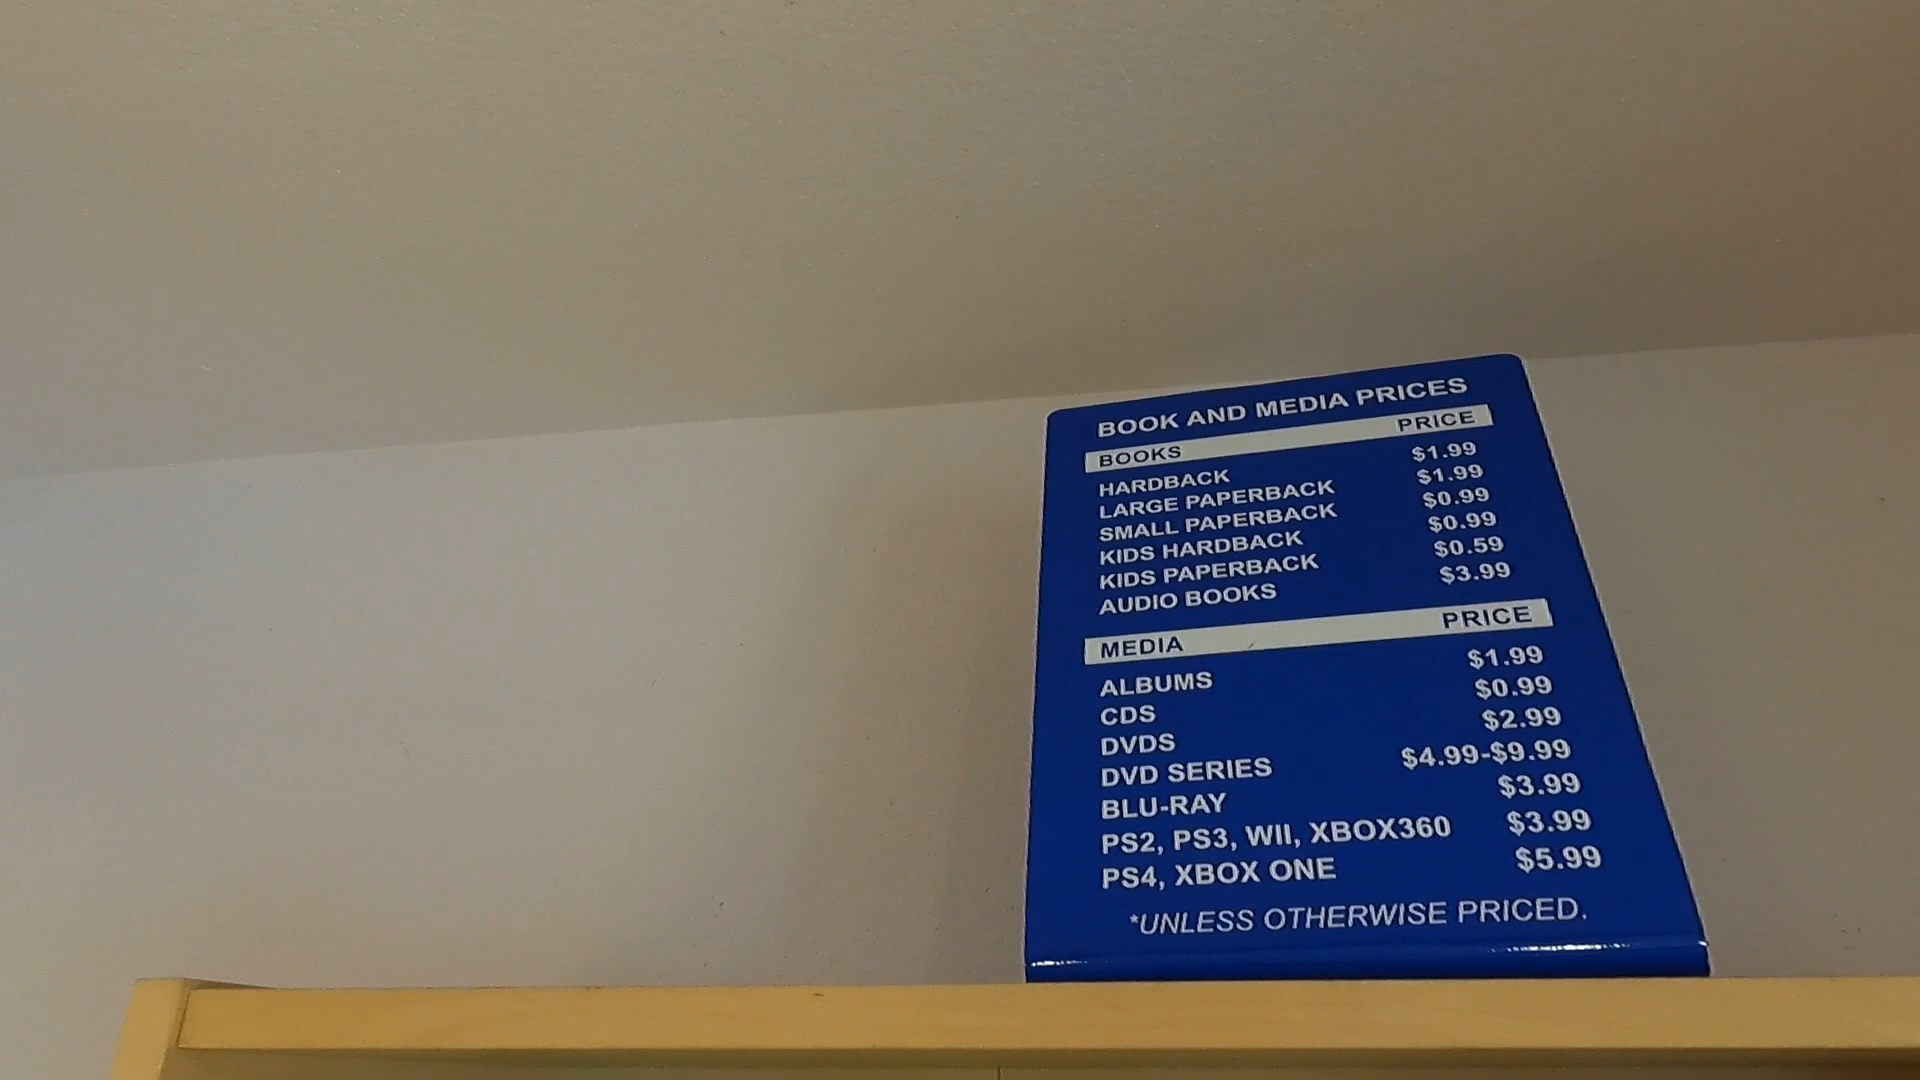 BOOK AND MEDIA PRICES
BOOKS PRICE
HARDBACK $1.99
LARGE PAPERBACK $1.99
SMALL PAPERBACK $0.99
KIDS HARDBACK $0.99
KIDS PAPERBACK $0.59
AUDIO BOOKS $3.99
MEDIA PRICE
ALBUMS $1.99
CDS $0.99
DVDS $2.99
DVD SERIES $4.99-$9.99
BLU-RAY $3.99
PS2, PS3, WII, XBOX360 $3.99
PS4, XBOX ONE $5.99
*UNLESS OTHERWISE PRICED.